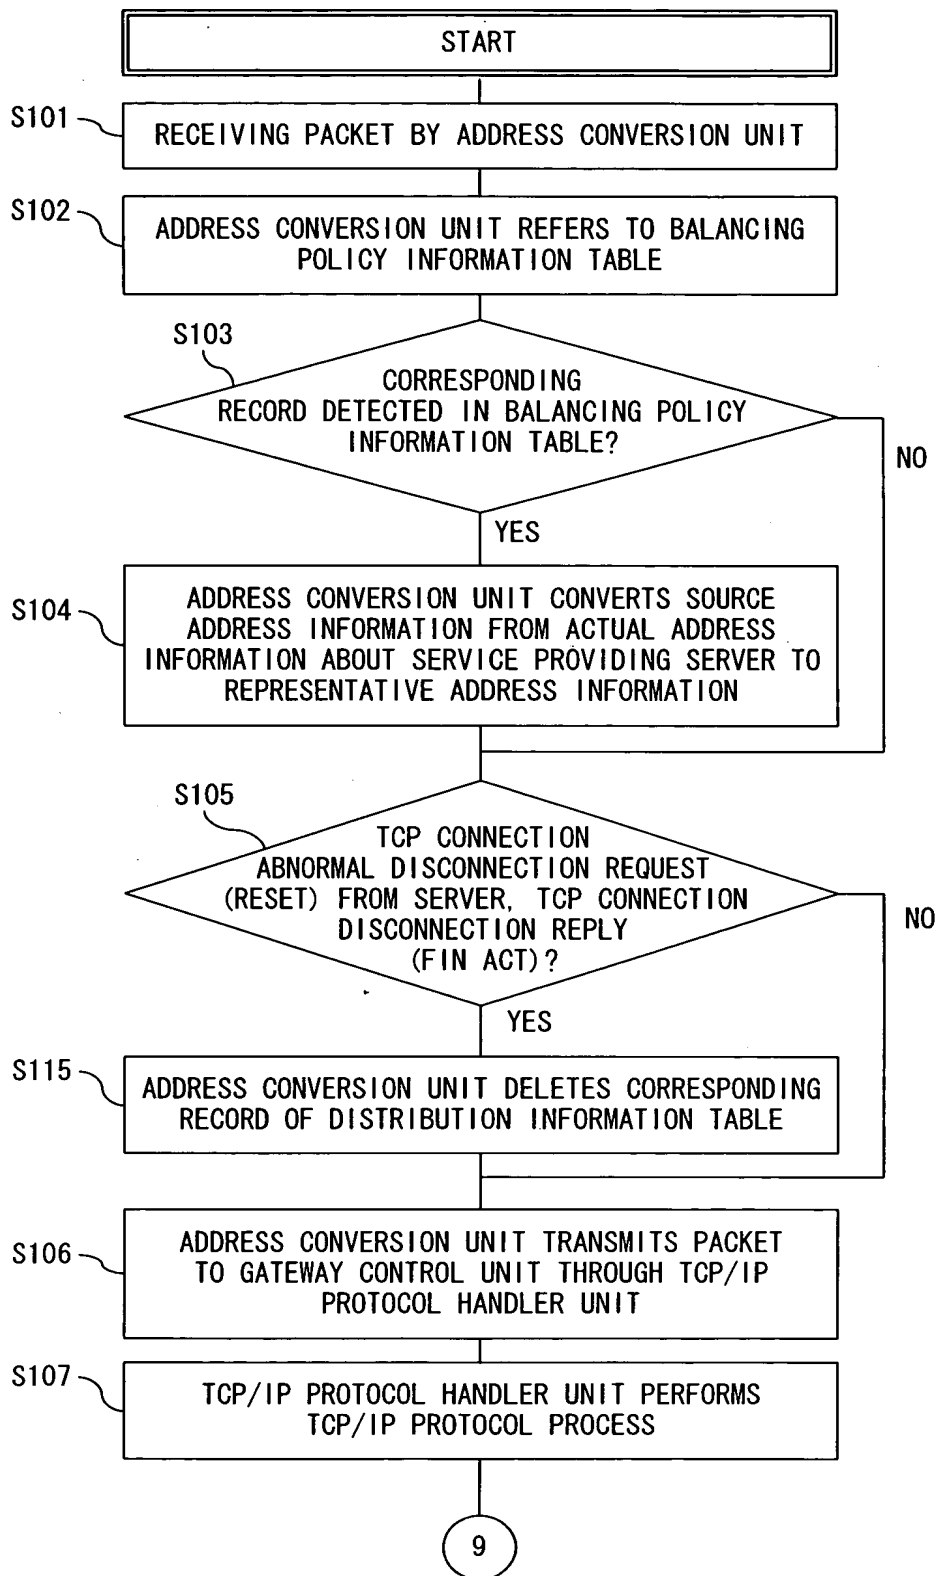 START
S101
RECEIVING PACKET BY ADDRESS CONVERSION UNIT
S102
ADDRESS CONVERSION UNIT REFERS TO BALANCING
POLICY INFORMATION TABLE
S103
CORRESPONDING
RECORD DETECTED IN BALANCING POLICY
INFORMATION TABLE?
NO
YES
S104
ADDRESS CONVERSION UNIT CONVERTS SOURCE
ADDRESS INFORMATION FROM ACTUAL ADDRESS
INFORMATION ABOUT SERVICE PROVIDING SERVER TO
REPRESENTATIVE ADDRESS INFORMATION
S105
TCP CONNECTION
ABNORMAL DISCONNECTION REQUEST
(RESET) FROM SERVER, TCP CONNECTION
DISCONNECTION REPLY
(FIN ACT)?
NO
YES
S115
ADDRESS CONVERSION UNIT DELETES CORRESPONDING
RECORD OF DISTRIBUTION INFORMATION TABLE
S106
ADDRESS CONVERSION UNIT TRANSMITS PACKET
TO GATEWAY CONTROL UNIT THROUGH TCP/IP
PROTOCOL HANDLER UNIT
S107
TCP/IP PROTOCOL HANDLER UNIT PERFORMS
TCP/IP PROTOCOL PROCESS
9